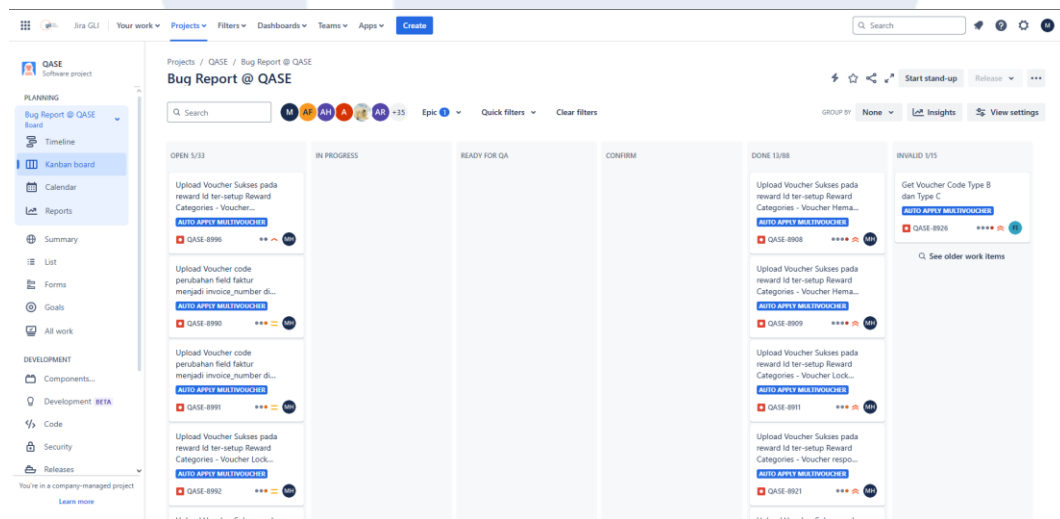 Jira GLI
Your work
Projects
Filters
Dashboards
Teams
Apps
Create
Search
M
QASE
Software project
PLANNING
Bug Report @ QASE
Board
Timeline
Kanban board
Calendar
Reports
Summary
List
Forms
Goals
All work
DEVELOPMENT
Components...
Development BETA
Code
Security
Releases
You're in a company-managed project
Learn more
Projects / QASE / Bug Report @ QASE
Bug Report @ QASE
Start stand-up
Release
Search
M AF AH A AR +35
Epic 1
Quick filters
Clear filters
GROUP BY None
Insights
View settings
OPEN 5/33
Upload Voucher Sukses pada
reward Id ter-setup Reward
Categories - Voucher...
AUTO APPLY MULTIVOUCHER
QASE-8996 MH
Upload Voucher code
perubahan field faktur
menjadi invoice_number di...
AUTO APPLY MULTIVOUCHER
QASE-8990 MH
Upload Voucher code
perubahan field faktur
menjadi invoice_number di...
AUTO APPLY MULTIVOUCHER
QASE-8991 MH
Upload Voucher Sukses pada
reward Id ter-setup Reward
Categories - Voucher Lock...
AUTO APPLY MULTIVOUCHER
QASE-8992 MH
IN PROGRESS
READY FOR QA
CONFIRM
DONE 13/88
Upload Voucher Sukses pada
reward Id ter-setup Reward
Categories - Voucher Hema...
AUTO APPLY MULTIVOUCHER
QASE-8908 MH
Upload Voucher Sukses pada
reward Id ter-setup Reward
Categories - Voucher Hema...
AUTO APPLY MULTIVOUCHER
QASE-8909 MH
Upload Voucher Sukses pada
reward Id ter-setup Reward
Categories - Voucher Lock...
AUTO APPLY MULTIVOUCHER
QASE-8911 MH
Upload Voucher Sukses pada
reward Id ter-setup Reward
Categories - Voucher respo...
AUTO APPLY MULTIVOUCHER
QASE-8921 MH
INVALID 1/15
Get Voucher Code Type B
dan Type C
AUTO APPLY MULTIVOUCHER
QASE-8926
See older work items